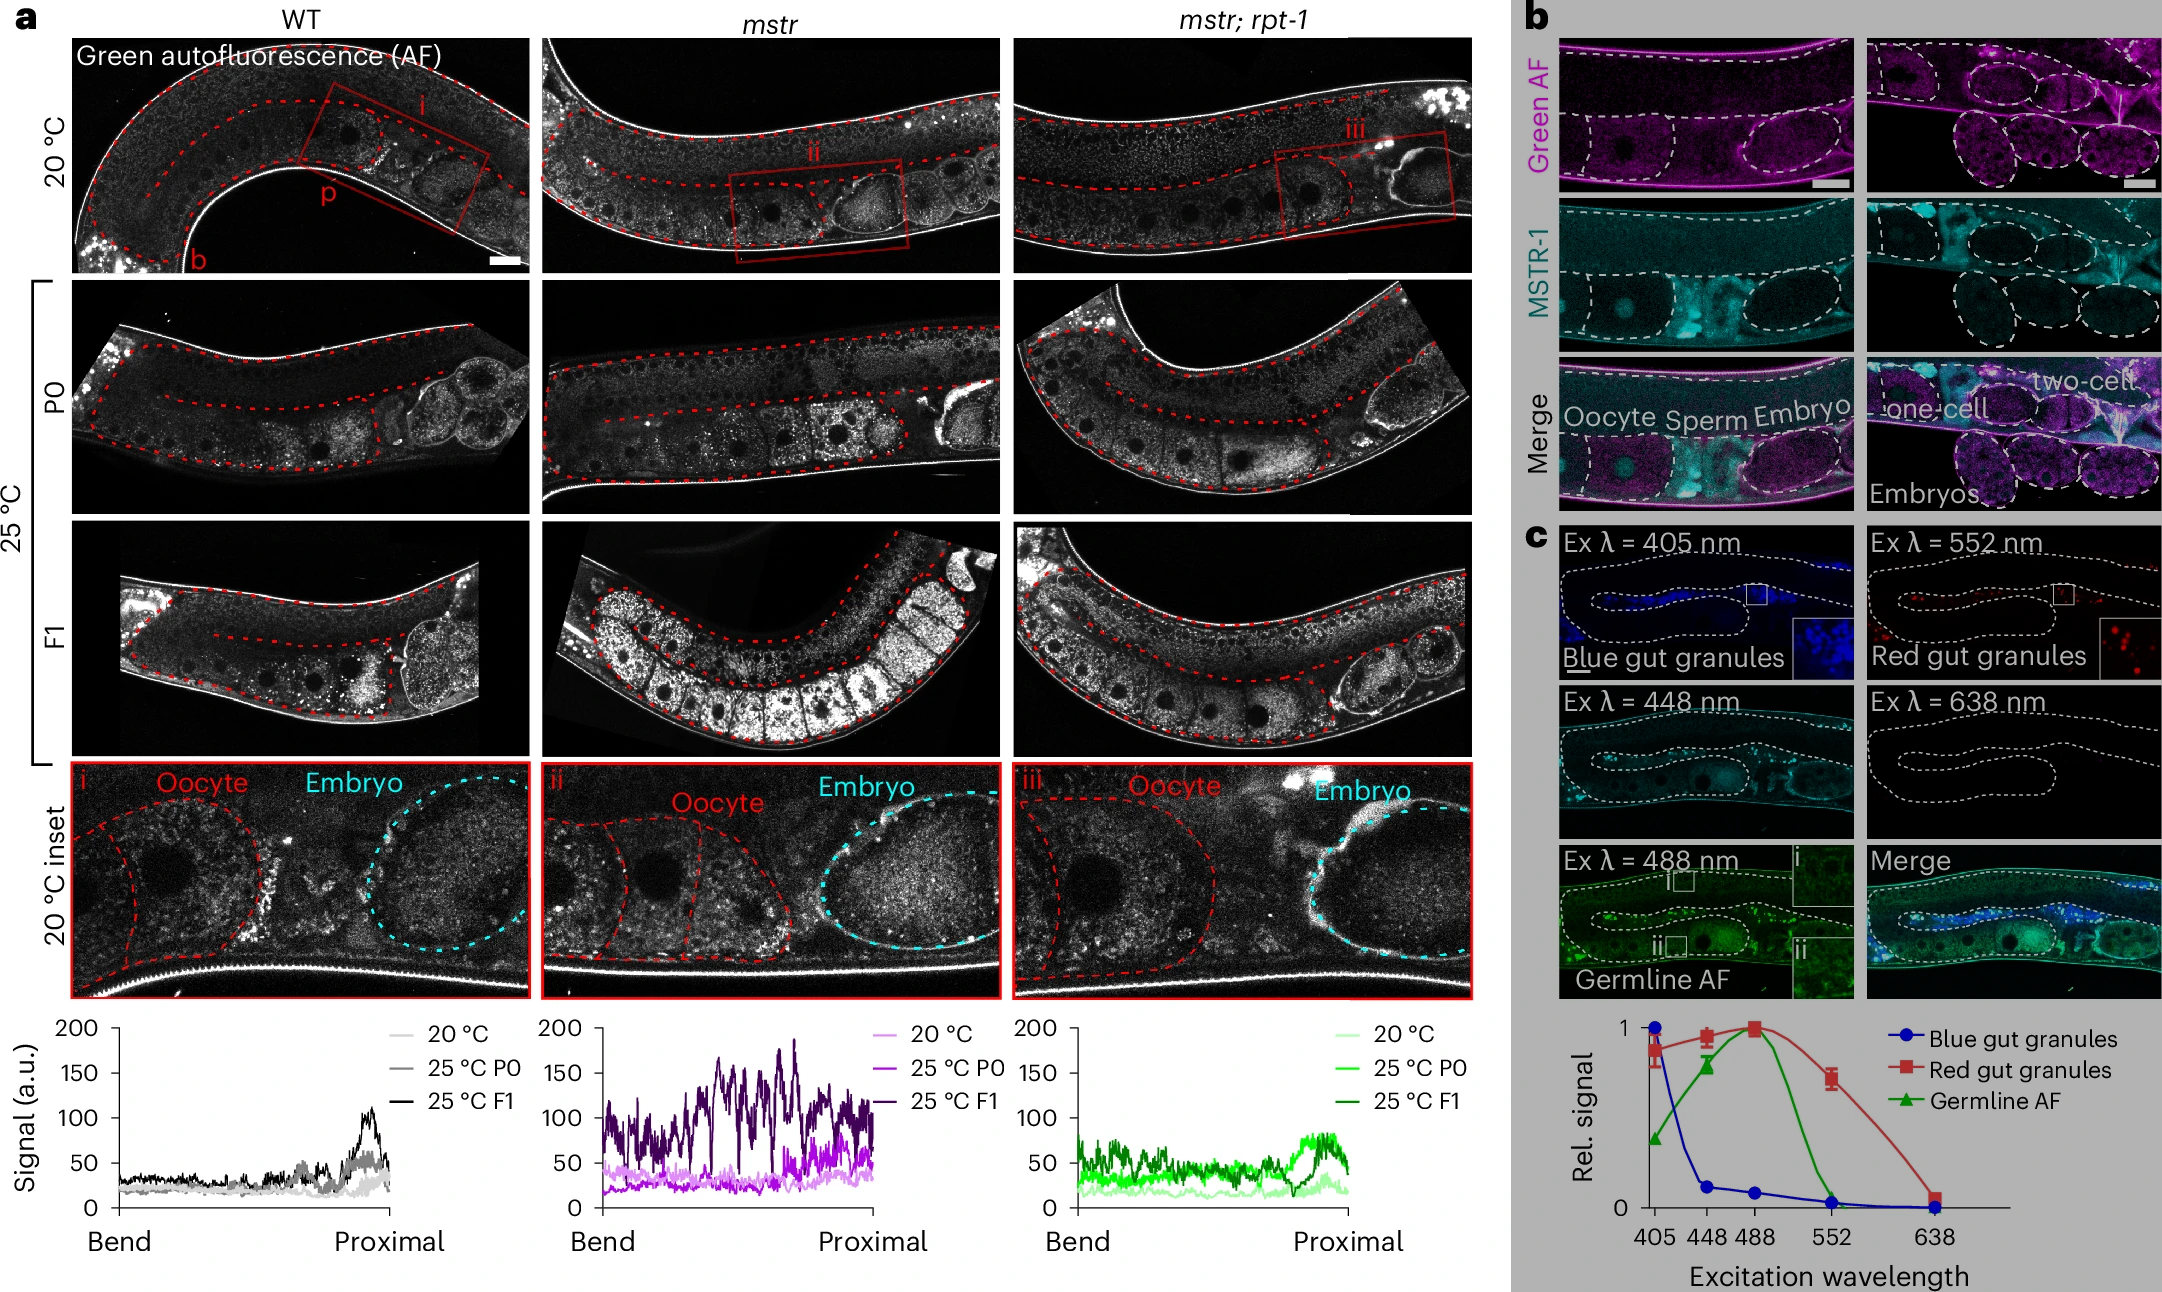 a
WT
mstr
mstr; rpt-1
Green autofluorescence (AF)
20 °C
i
p
b
ii
iii
25 °C
P0
F1
20 °C inset
i
Oocyte
Embryo
ii
Oocyte
Embryo
iii
Oocyte
Embryo
Signal (a.u.)
200
150
100
50
0
Bend
Proximal
20 °C
25 °C P0
25 °C F1
200
150
100
50
0
Bend
Proximal
20 °C
25 °C P0
25 °C F1
200
150
100
50
0
Bend
Proximal
20 °C
25 °C P0
25 °C F1
b
Green AF
MSTR-1
Merge
Oocyte Sperm Embryo
two-cell
one-cell
Embryos
c
Ex λ = 405 nm
Blue gut granules
Ex λ = 552 nm
Red gut granules
Ex λ = 448 nm
Ex λ = 638 nm
Ex λ = 488 nm
i
i
ii
ii
Germline AF
Merge
Rel. signal
1
0
405 448 488 552 638
Excitation wavelength
Blue gut granules
Red gut granules
Germline AF